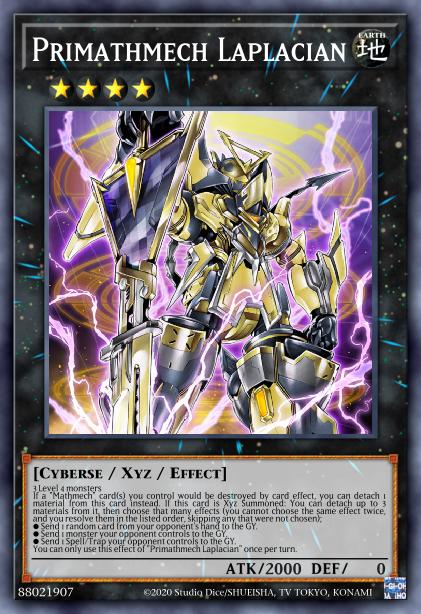 PRIMATHMECH LAPLACIAN
EARTH
地
[CYBERSE / XYZ / EFFECT]
3 Level 4 monsters
If a "Mathmech" card(s) you control would be destroyed by card effect, you can detach 1
material from this card instead. If this card is Xyz Summoned: You can detach up to 3
materials from it, then choose that many effects (you cannot choose the same effect twice,
and you resolve them in the listed order, skipping any that were not chosen);
● Send 1 random card from your opponent's hand to the GY.
● Send 1 monster your opponent controls to the GY.
● Send 1 Spell/Trap your opponent controls to the GY.
You can only use this effect of "Primathmech Laplacian" once per turn.
ATK/2000 DEF/ 0
88021907
©2020 Studio Dice/SHUEISHA, TV TOKYO, KONAMI